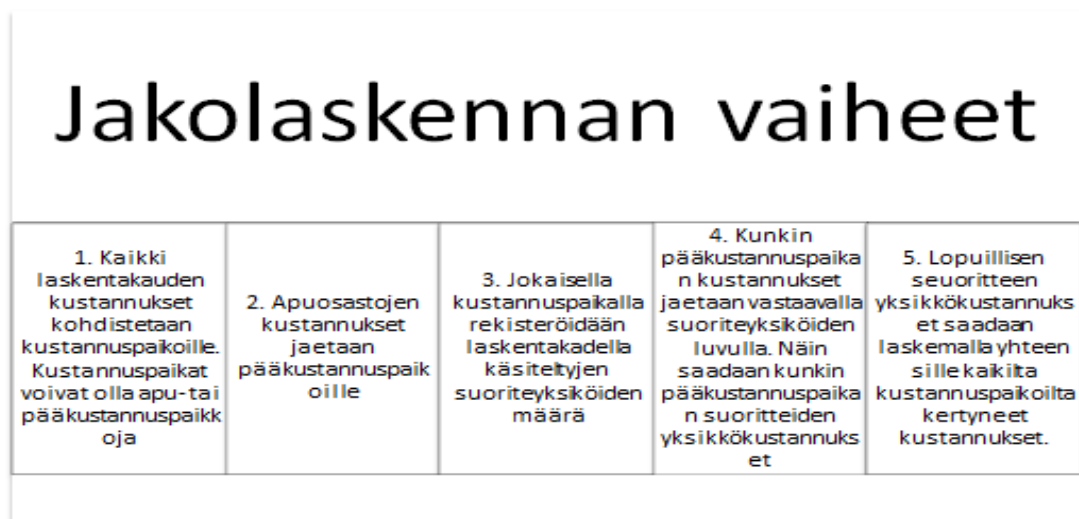 Jakolaskennan vaiheet
1. Kaikki
laskentakauden
kustannukset
kohdistetaan
kustannuspaikoille.
Kustannuspaikat
voivat olla apu- tai
pääkustannuspaikk
oja
2. Apuosastojen
kustannukset
jaetaan
pääkustannuspaik
oille
3. Jokaisella
kustannuspaikalla
rekisteröidään
laskentakadella
käsiteltyjen
suoriteyksiköiden
määrä
4. Kunkin
pääkustannuspaika
n kustannukset
jaetaan vastaavalla
suoriteyksiköiden
luvulla. Näin
saadaan kunkin
pääkustannuspaika
n suoritteiden
yksikkökustannuks
et
5. Lopuillisen
seuoritteen
yksikkökustannuks
et saadaan
laskemalla yhteen
sille kaikilta
kustannuspaikoilta
kertyneet
kustannukset.